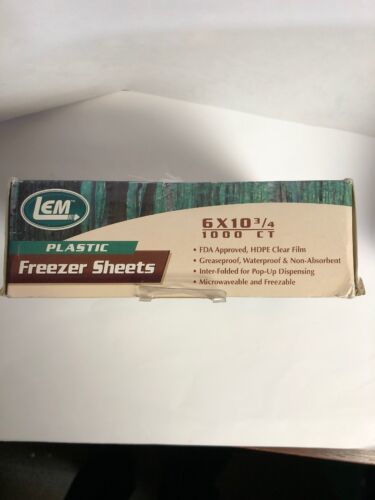 LEM
6X10 3/4
1000 CT
PLASTIC
Freezer Sheets
• FDA Approved, HDPE Clear Film
• Greaseproof, Waterproof & Non-Absorbent
• Inter-Folded for Pop-Up Dispensing
• Microwaveable and Freezable